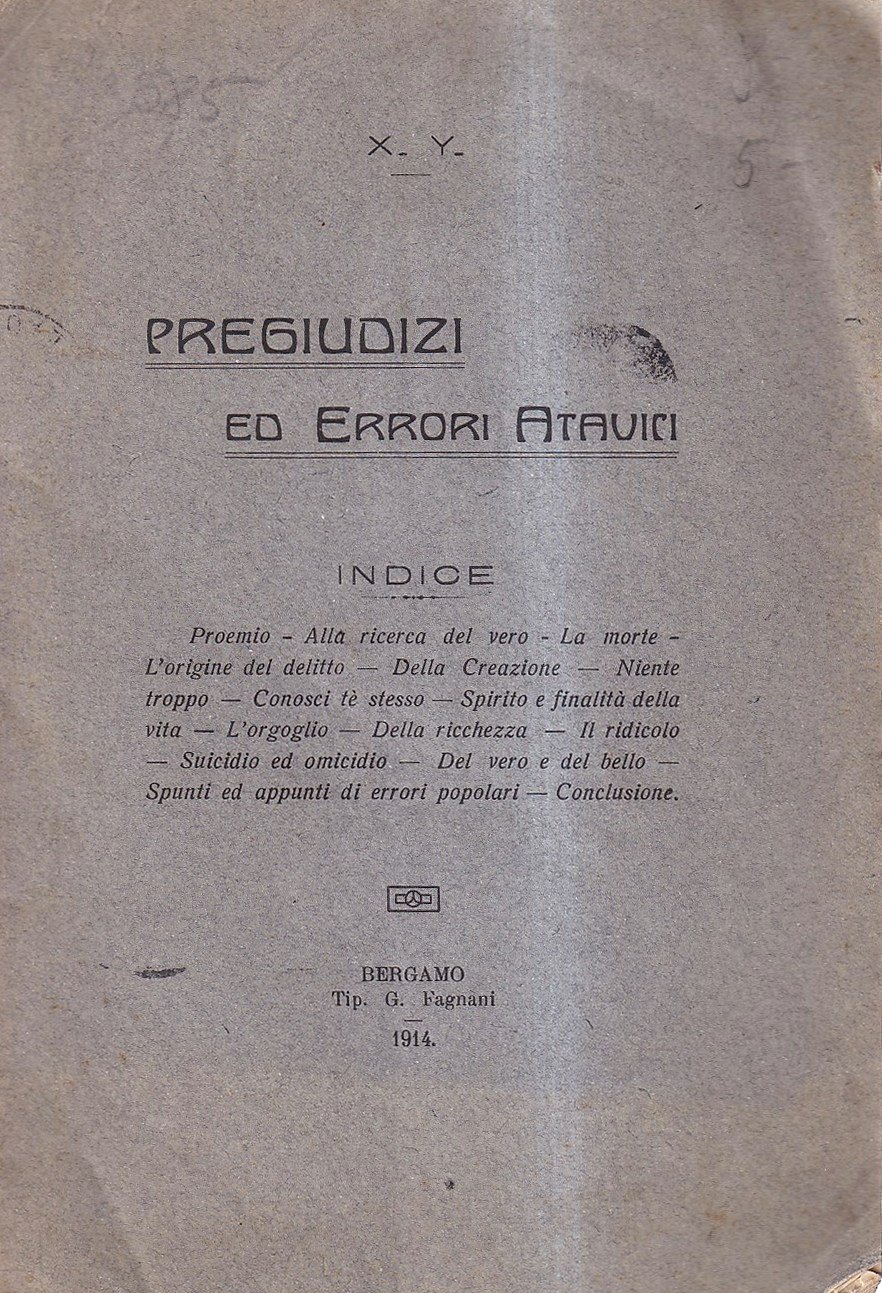 X. Y.
PREGIUDIZI
ED ERRORI ATAVICI
INDICE
Proemio - Alla ricerca del vero - La morte -
L'origine del delitto — Della Creazione — Niente
troppo — Conosci tè stesso — Spirito e finalità della
vita — L'orgoglio — Della ricchezza — Il ridicolo
— Suicidio ed omicidio — Del vero e del bello —
Spunti ed appunti di errori popolari — Conclusione.
BERGAMO
Tip. G. Fagnani
1914.